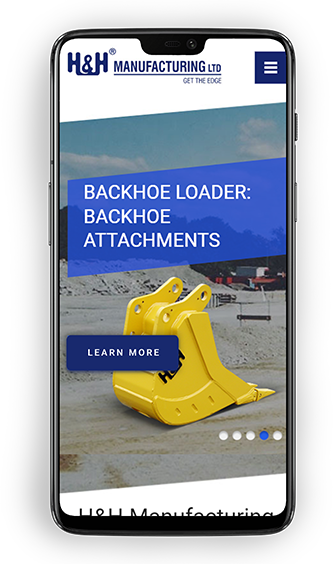 H&H® MANUFACTURING LTD
GET THE EDGE
BACKHOE LOADER:
BACKHOE
ATTACHMENTS
H&H
LEARN MORE
H&H Manufacturing